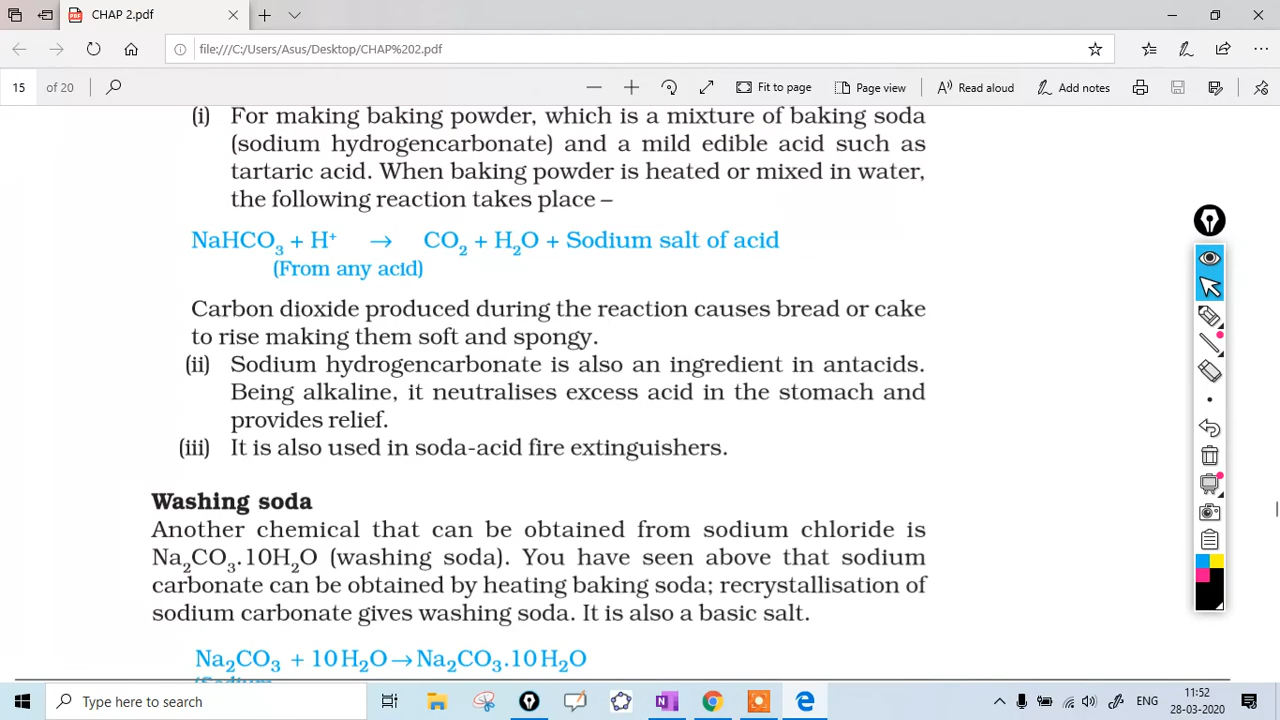 CHAP 2.pdf
file:///C:/Users/Asus/Desktop/CHAP%202.pdf
15 of 20
Fit to page
Page view
Read aloud
Add notes
(i) For making baking powder, which is a mixture of baking soda
(sodium hydrogencarbonate) and a mild edible acid such as
tartaric acid. When baking powder is heated or mixed in water,
the following reaction takes place –
NaHCO₃ + H⁺ → CO₂ + H₂O + Sodium salt of acid
(From any acid)
Carbon dioxide produced during the reaction causes bread or cake
to rise making them soft and spongy.
(ii) Sodium hydrogencarbonate is also an ingredient in antacids.
Being alkaline, it neutralises excess acid in the stomach and
provides relief.
(iii) It is also used in soda-acid fire extinguishers.
Washing soda
Another chemical that can be obtained from sodium chloride is
Na₂CO₃.10H₂O (washing soda). You have seen above that sodium
carbonate can be obtained by heating baking soda; recrystallisation of
sodium carbonate gives washing soda. It is also a basic salt.
Na₂CO₃ + 10H₂O → Na₂CO₃.10H₂O
(Sodium
Type here to search
ENG
11:52
28-03-2020